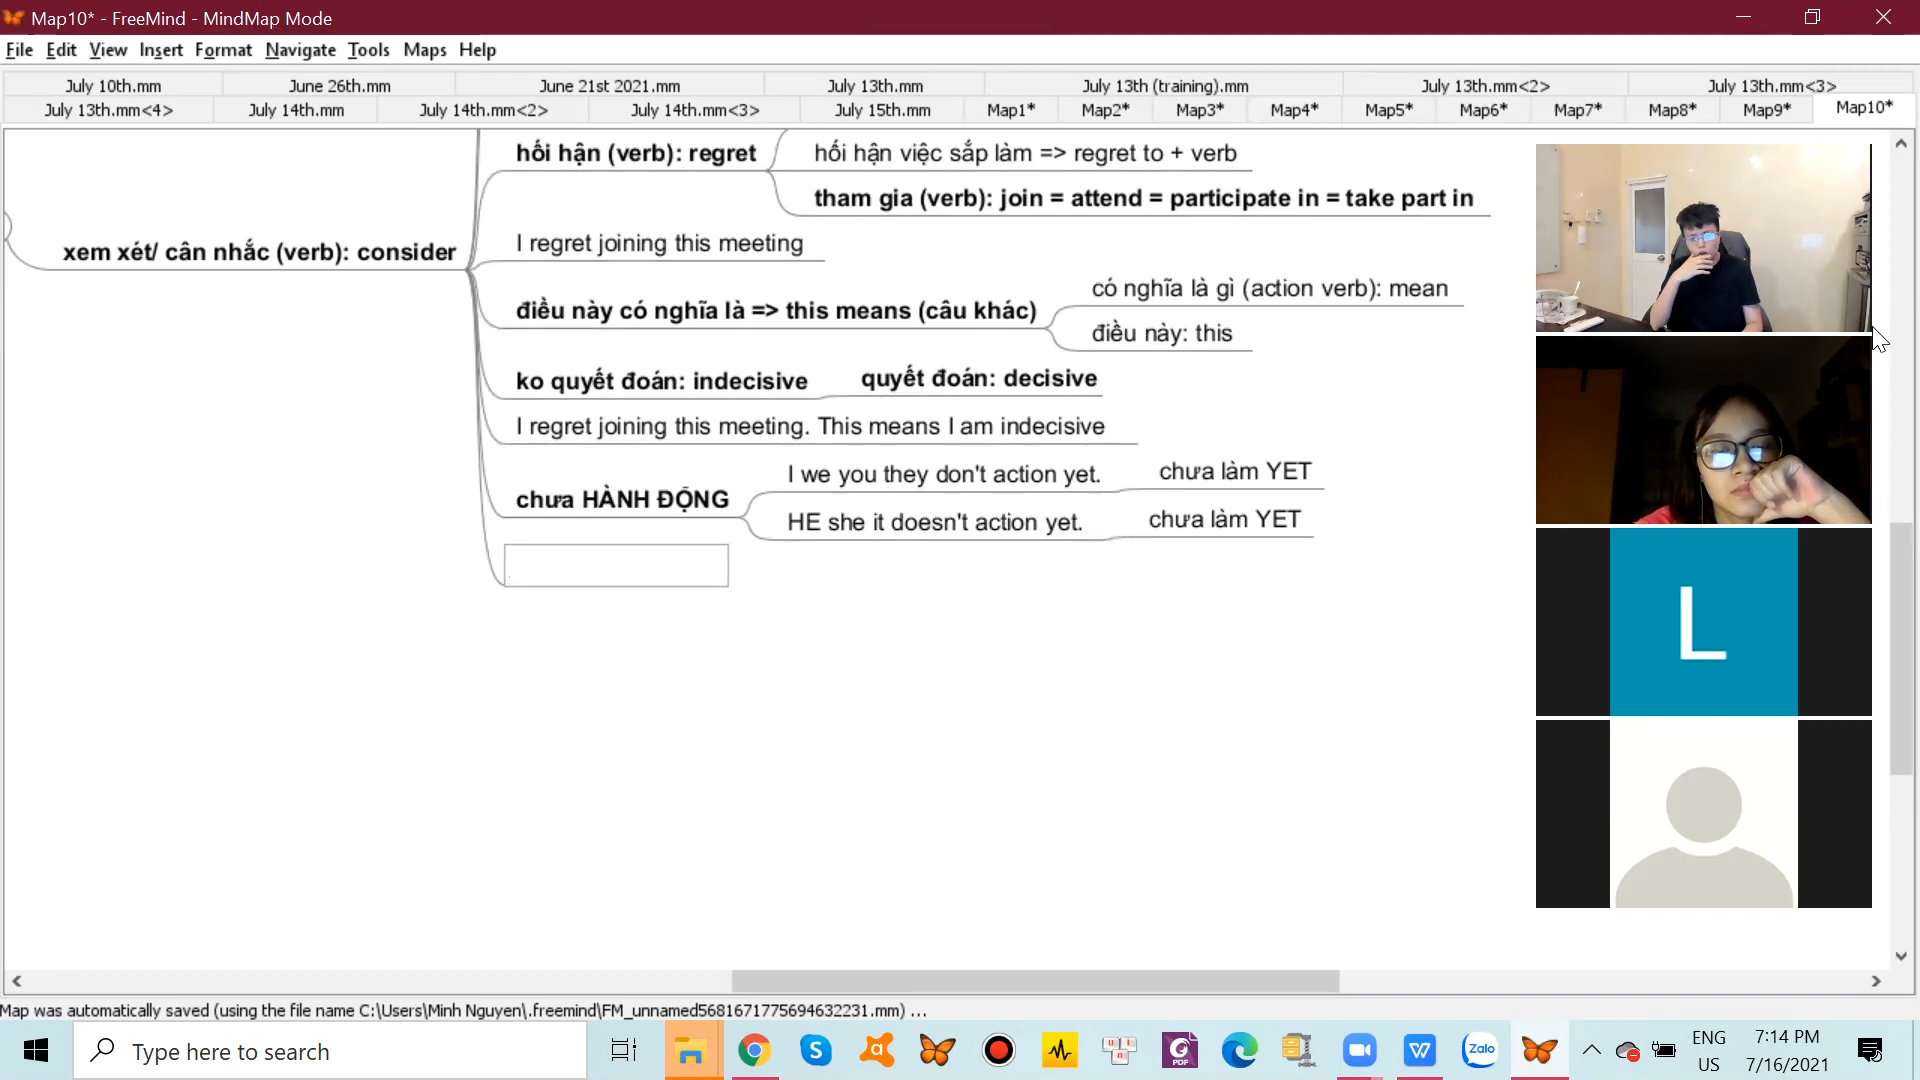 Map10* - FreeMind - MindMap Mode
File Edit View Insert Format Navigate Tools Maps Help
July 10th.mm June 26th.mm June 21st 2021.mm July 13th.mm July 13th (training).mm July 13th.mm<2> July 13th.mm<3>
July 13th.mm<4> July 14th.mm July 14th.mm<2> July 14th.mm<3> July 15th.mm Map1* Map2* Map3* Map4* Map5* Map6* Map7* Map8* Map9* Map10*
hối hận (verb): regret
hối hận việc sắp làm => regret to + verb
tham gia (verb): join = attend = participate in = take part in
xem xét/ cân nhắc (verb): consider
I regret joining this meeting
điều này có nghĩa là => this means (câu khác)
có nghĩa là gì (action verb): mean
điều này: this
ko quyết đoán: indecisive quyết đoán: decisive
I regret joining this meeting. This means I am indecisive
chưa HÀNH ĐỘNG
I we you they don't action yet. chưa làm YET
HE she it doesn't action yet. chưa làm YET
L
Map was automatically saved (using the file name C:\Users\Minh Nguyen\.freemind\FM_unnamed5681671775694632231.mm) ...
Type here to search
Zalo
ENG
US
7:14 PM
7/16/2021